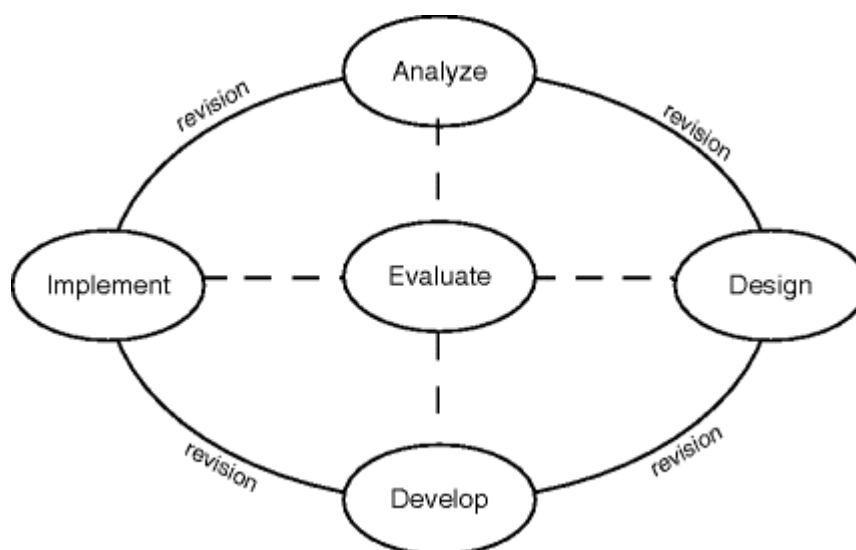 Analyze
revision
revision
Implement
Evaluate
Design
revision
revision
Develop